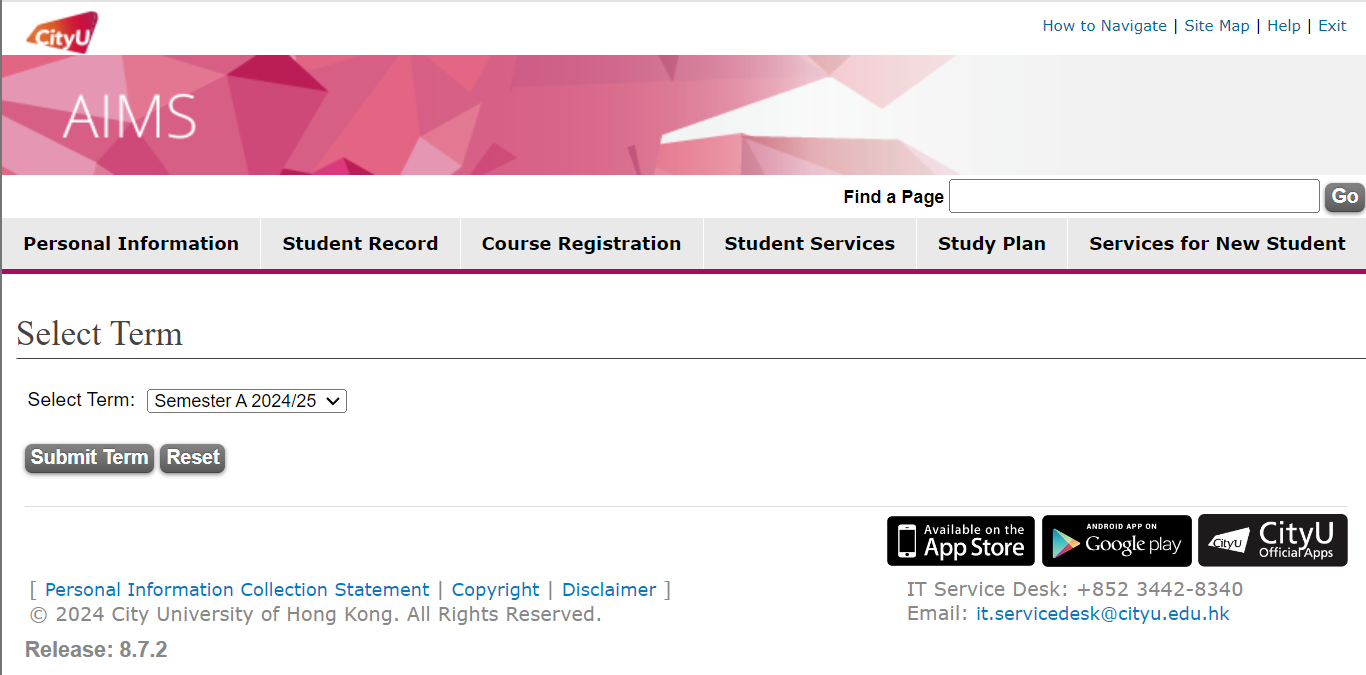 CityU
How to Navigate | Site Map | Help | Exit
AIMS
Find a Page Go
Personal Information Student Record Course Registration Student Services Study Plan Services for New Student
Select Term
Select Term: Semester A 2024/25
Submit Term Reset
Available on the
App Store
ANDROID APP ON
Google play
CityU
CityU
Official Apps
[ Personal Information Collection Statement | Copyright | Disclaimer ]
© 2024 City University of Hong Kong. All Rights Reserved.
IT Service Desk: +852 3442-8340
Email: it.servicedesk@cityu.edu.hk
Release: 8.7.2